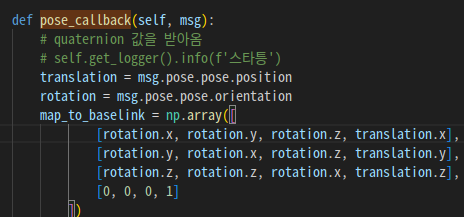 def pose_callback(self, msg):
# quaternion 값을 받아옴
# self.get_logger().info(f'스타틍')
translation = msg.pose.pose.position
rotation = msg.pose.pose.orientation
map_to_baselink = np.array([
[rotation.x, rotation.y, rotation.z, translation.x],
[rotation.y, rotation.x, rotation.z, translation.y],
[rotation.z, rotation.z, rotation.x, translation.z],
[0, 0, 0, 1]
])